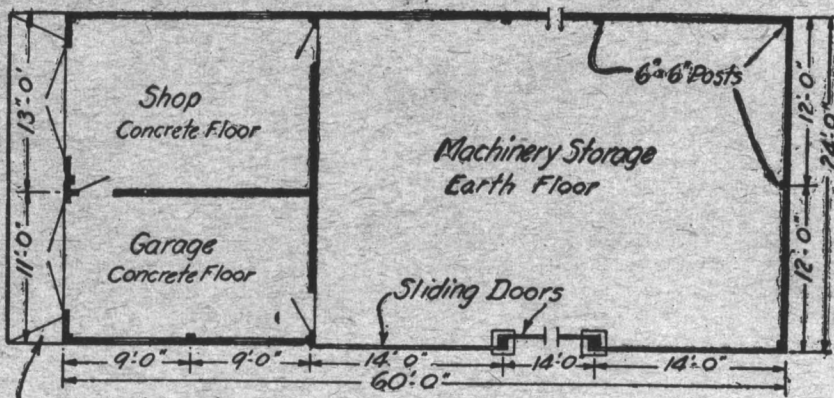 Shop
Concrete Floor
Garage
Concrete Floor
Machinery Storage
Earth Floor
6"•6" Posts
Sliding Doors
13'-0'
11'-0"
12'-0"
12'-0"
24'-0"
9'-0"
9'-0"
14'-0"
14'-0"
14'-0"
60'-0"